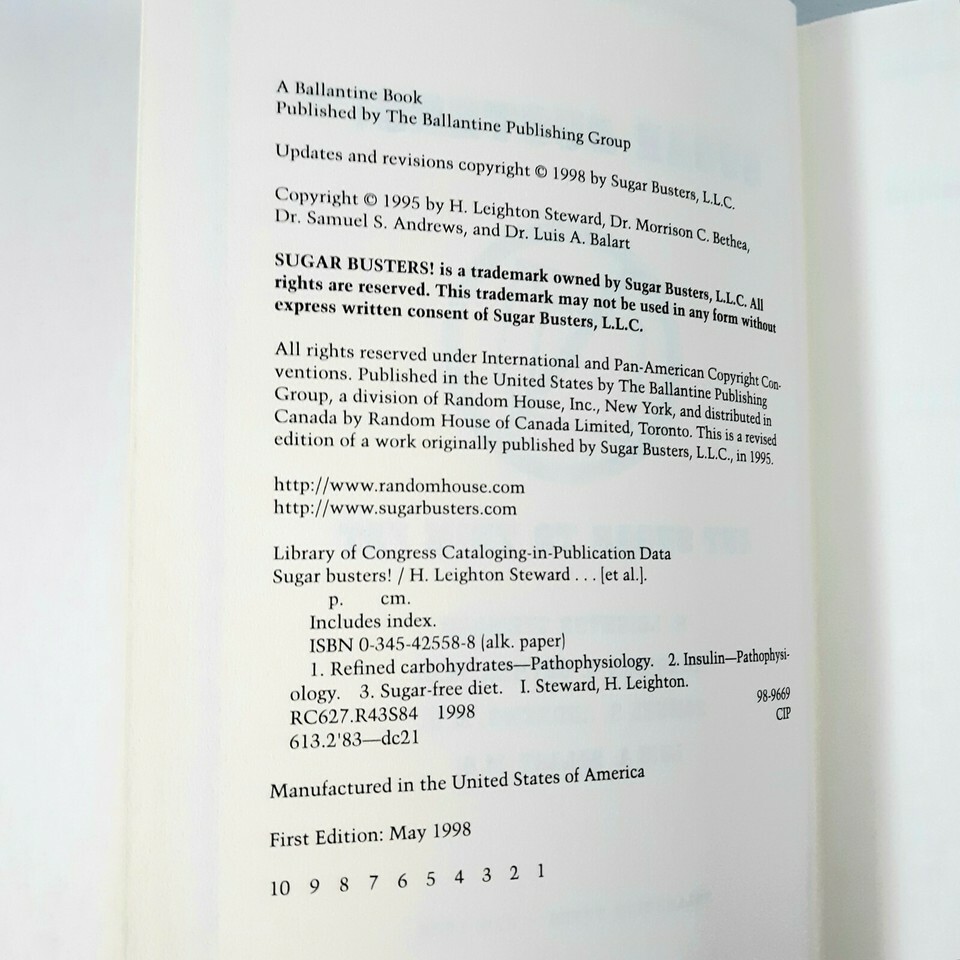 A Ballantine Book
Published by The Ballantine Publishing Group
Updates and revisions copyright © 1998 by Sugar Busters, L.L.C.
Copyright © 1995 by H. Leighton Steward, Dr. Morrison C. Bethea,
Dr. Samuel S. Andrews, and Dr. Luis A. Balart
SUGAR BUSTERS! is a trademark owned by Sugar Busters, L.L.C. All
rights are reserved. This trademark may not be used in any form without
express written consent of Sugar Busters, L.L.C.
All rights reserved under International and Pan-American Copyright Con-
ventions. Published in the United States by The Ballantine Publishing
Group, a division of Random House, Inc., New York, and distributed in
Canada by Random House of Canada Limited, Toronto. This is a revised
edition of a work originally published by Sugar Busters, L.L.C., in 1995.
http://www.randomhouse.com
http://www.sugarbusters.com
Library of Congress Cataloging-in-Publication Data
Sugar busters! / H. Leighton Steward . . . [et al.].
p. cm.
Includes index.
ISBN 0-345-42558-8 (alk. paper)
1. Refined carbohydrates—Pathophysiology. 2. Insulin—Pathophysi-
ology. 3. Sugar-free diet. I. Steward, H. Leighton.
RC627.R43S84 1998 98-9669
613.2'83—dc21 CIP
Manufactured in the United States of America
First Edition: May 1998
10 9 8 7 6 5 4 3 2 1